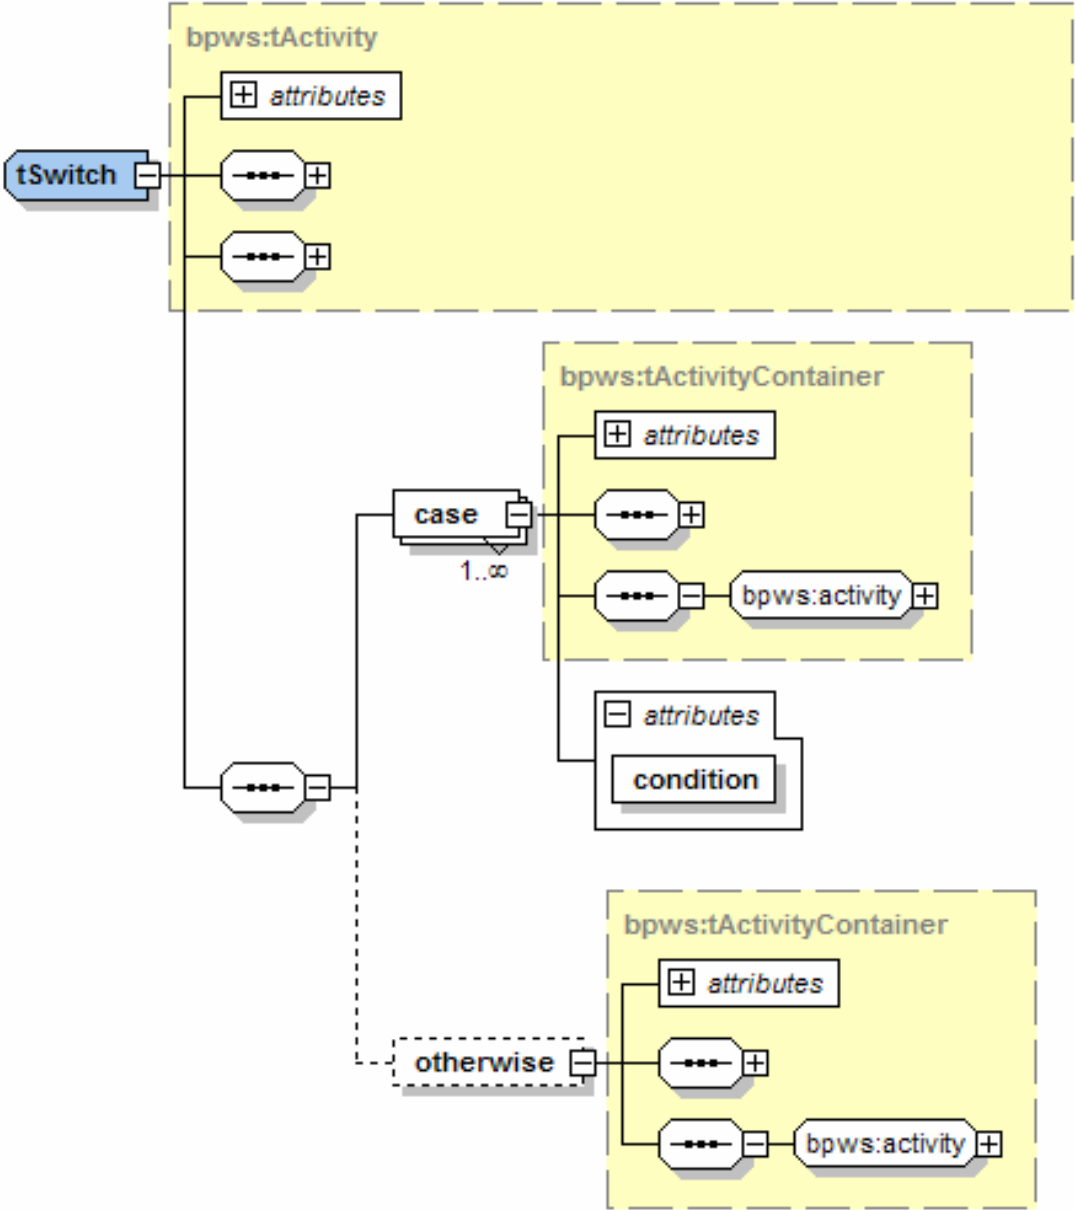 bpws:tActivity
attributes
tSwitch
bpws:tActivityContainer
attributes
case
1..∞
bpws:activity
attributes
condition
bpws:tActivityContainer
attributes
otherwise
bpws:activity